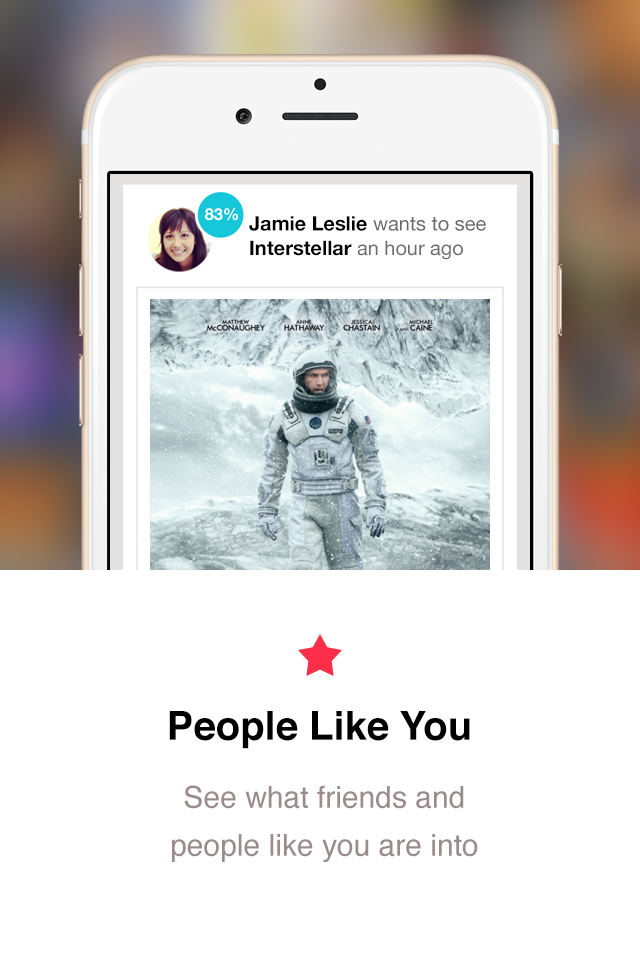 83%
Jamie Leslie wants to see
Interstellar an hour ago
MATTHEW McCONAUGHEY ANNE HATHAWAY JESSICA CHASTAIN AND MICHAEL CAINE
People Like You
See what friends and
people like you are into